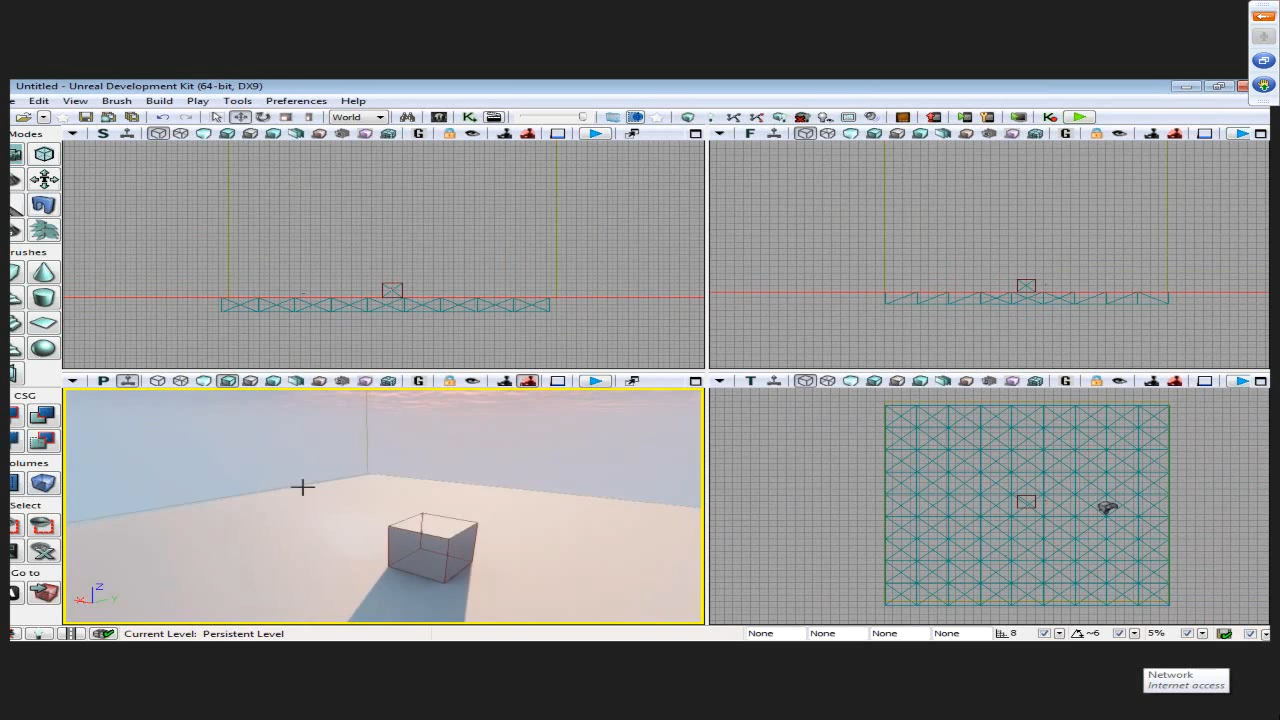 Untitled - Unreal Development Kit (64-bit, DX9)
e Edit View Brush Build Play Tools Preferences Help
World
Modes
S G
F G
rushes
P G
T G
CSG
olumes
Select
Go to
Z
X Y
Current Level: Persistent Level
None None None None 8 ~6 5%
Network
Internet access